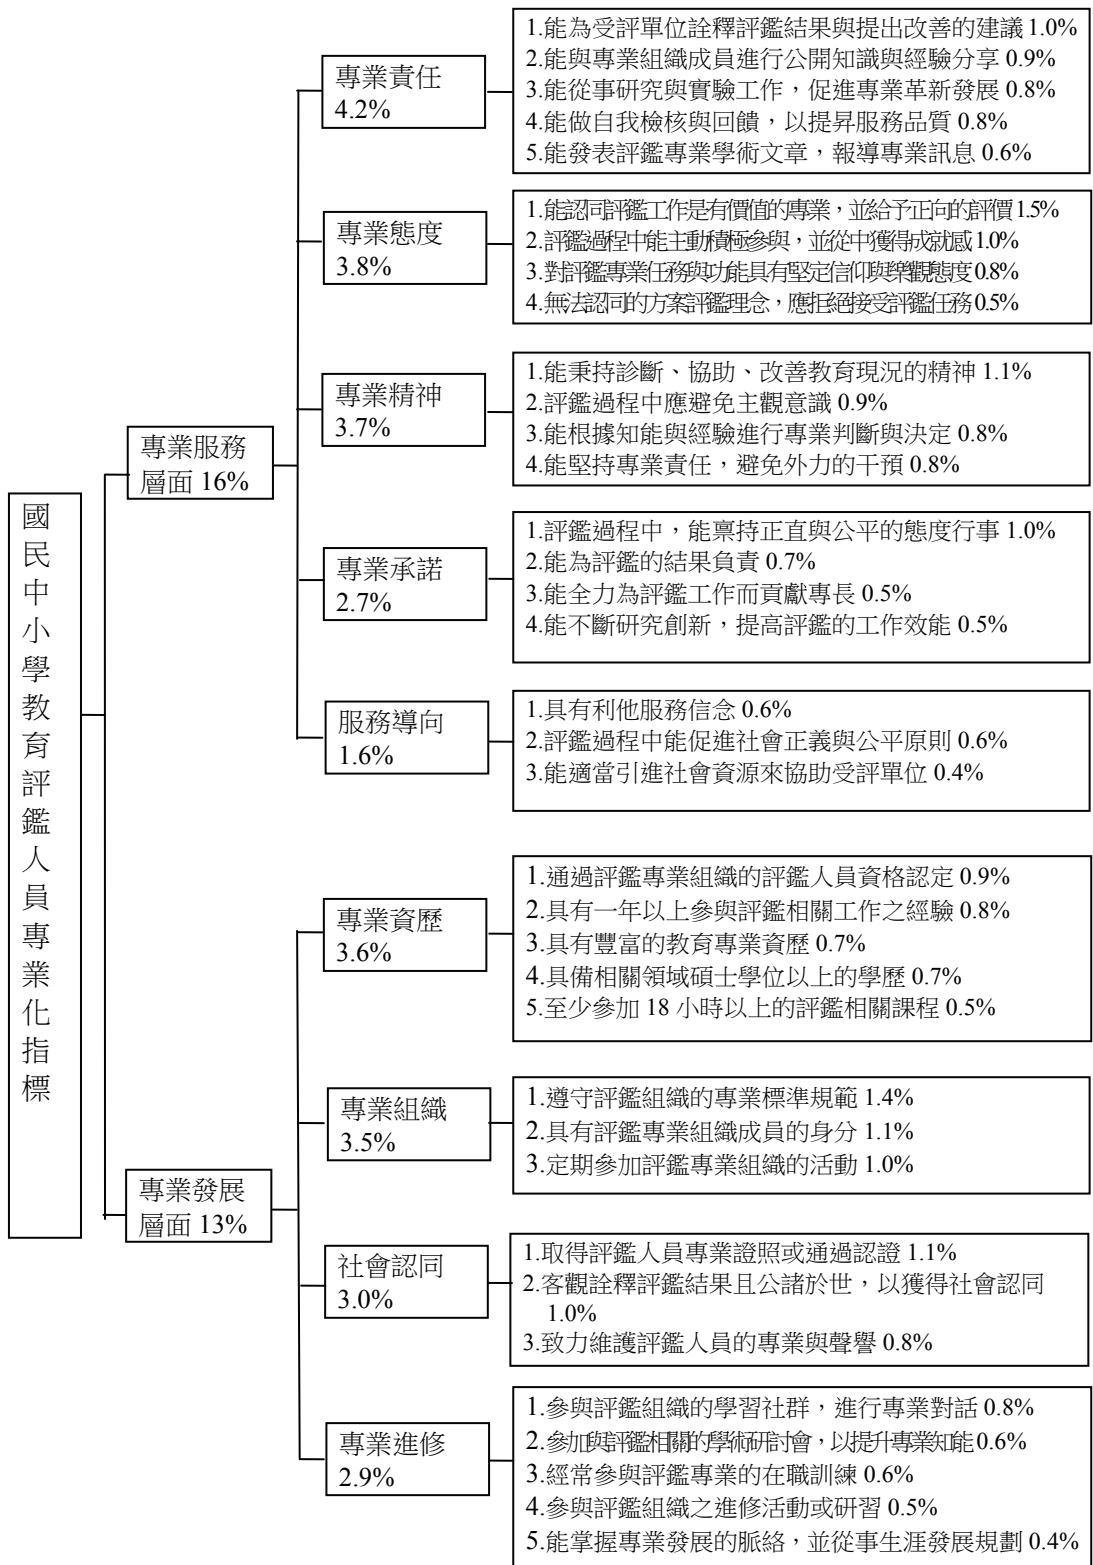 國民中小學教育評鑑人員專業化指標
專業服務
層面 16%
專業責任
4.2%
1.能為受評單位詮釋評鑑結果與提出改善的建議 1.0%
2.能與專業組織成員進行公開知識與經驗分享 0.9%
3.能從事研究與實驗工作，促進專業革新發展 0.8%
4.能做自我檢核與回饋，以提昇服務品質 0.8%
5.能發表評鑑專業學術文章，報導專業訊息 0.6%
專業態度
3.8%
1.能認同評鑑工作是有價值的專業，並給予正向的評價 1.5%
2.評鑑過程中能主動積極參與，並從中獲得成就感 1.0%
3.對評鑑專業任務與功能具有堅定信仰與樂觀態度 0.8%
4.無法認同的方案評鑑理念，應拒絕接受評鑑任務 0.5%
專業精神
3.7%
1.能秉持診斷、協助、改善教育現況的精神 1.1%
2.評鑑過程中應避免主觀意識 0.9%
3.能根據知能與經驗進行專業判斷與決定 0.8%
4.能堅持專業責任，避免外力的干預 0.8%
專業承諾
2.7%
1.評鑑過程中，能禀持正直與公平的態度行事 1.0%
2.能為評鑑的結果負責 0.7%
3.能全力為評鑑工作而貢獻專長 0.5%
4.能不斷研究創新，提高評鑑的工作效能 0.5%
服務導向
1.6%
1.具有利他服務信念 0.6%
2.評鑑過程中能促進社會正義與公平原則 0.6%
3.能適當引進社會資源來協助受評單位 0.4%
專業發展
層面 13%
專業資歷
3.6%
1.通過評鑑專業組織的評鑑人員資格認定 0.9%
2.具有一年以上參與評鑑相關工作之經驗 0.8%
3.具有豐富的教育專業資歷 0.7%
4.具備相關領域碩士學位以上的學歷 0.7%
5.至少參加 18 小時以上的評鑑相關課程 0.5%
專業組織
3.5%
1.遵守評鑑組織的專業標準規範 1.4%
2.具有評鑑專業組織成員的身分 1.1%
3.定期參加評鑑專業組織的活動 1.0%
社會認同
3.0%
1.取得評鑑人員專業證照或通過認證 1.1%
2.客觀詮釋評鑑結果且公諸於世，以獲得社會認同
1.0%
3.致力維護評鑑人員的專業與聲譽 0.8%
專業進修
2.9%
1.參與評鑑組織的學習社群，進行專業對話 0.8%
2.參加與評鑑相關的學術研討會，以提升專業知能 0.6%
3.經常參與評鑑專業的在職訓練 0.6%
4.參與評鑑組織之進修活動或研習 0.5%
5.能掌握專業發展的脈絡，並從事生涯發展規劃 0.4%